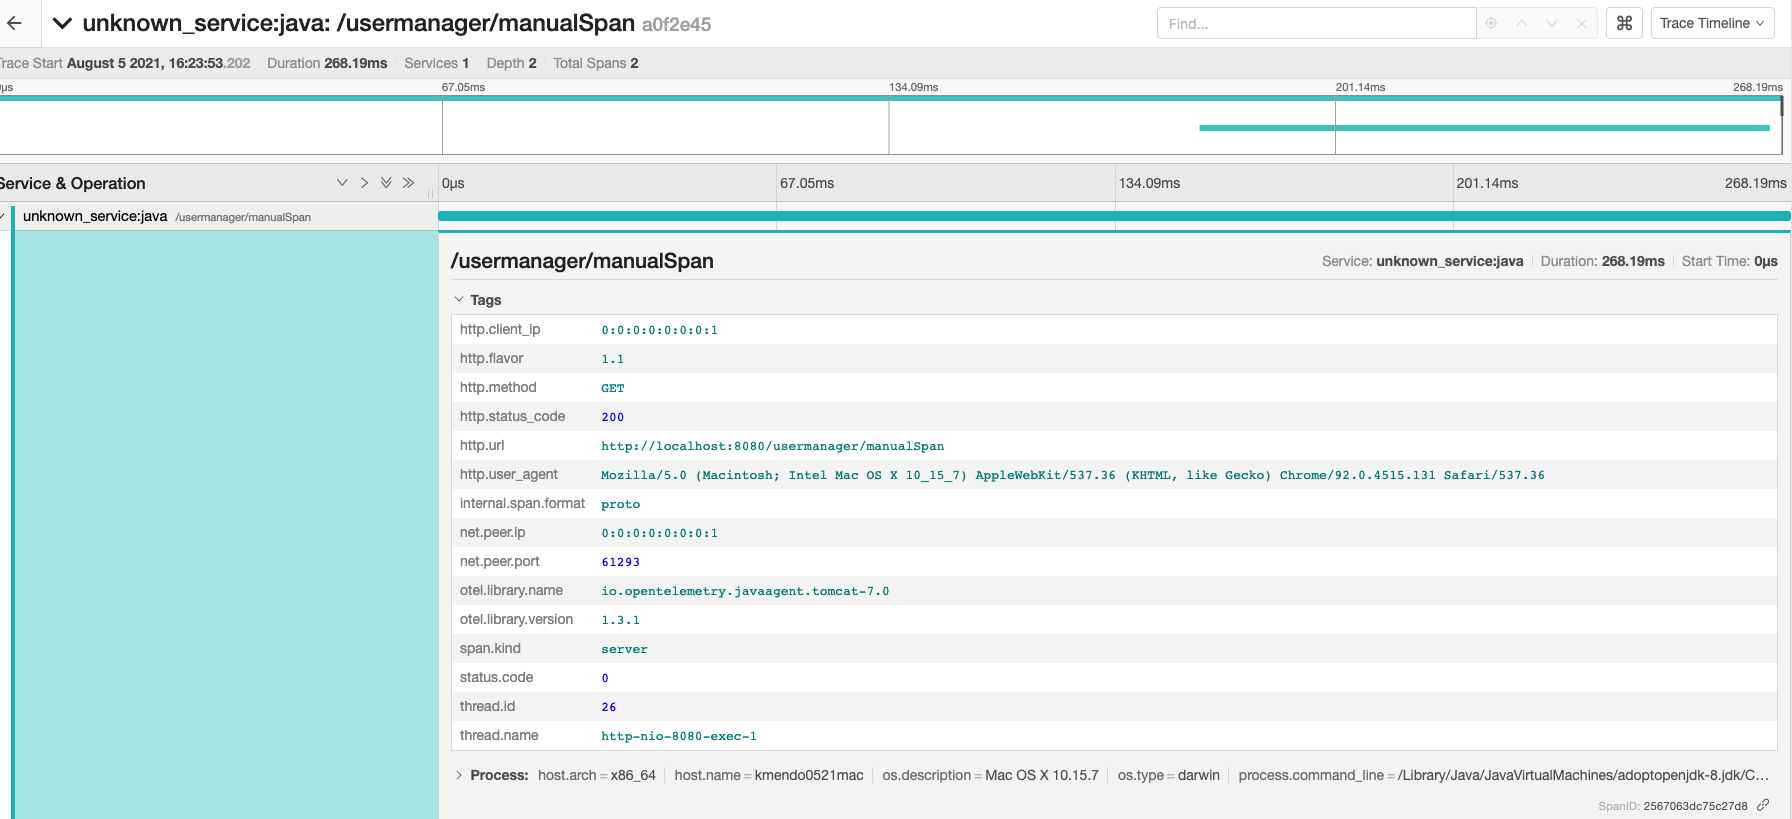 unknown_service:java: /usermanager/manualSpan a0f2e45 Find... ⌘ Trace Timeline
Trace Start August 5 2021, 16:23:53.202 Duration 268.19ms Services 1 Depth 2 Total Spans 2
0µs 67.05ms 134.09ms 201.14ms 268.19ms
Service & Operation 0µs 67.05ms 134.09ms 201.14ms 268.19ms
unknown_service:java /usermanager/manualSpan
/usermanager/manualSpan Service: unknown_service:java Duration: 268.19ms Start Time: 0µs
Tags
http.client_ip 0:0:0:0:0:0:0:1
http.flavor 1.1
http.method GET
http.status_code 200
http.url http://localhost:8080/usermanager/manualSpan
http.user_agent Mozilla/5.0 (Macintosh; Intel Mac OS X 10_15_7) AppleWebKit/537.36 (KHTML, like Gecko) Chrome/92.0.4515.131 Safari/537.36
internal.span.format proto
net.peer.ip 0:0:0:0:0:0:0:1
net.peer.port 61293
otel.library.name io.opentelemetry.javaagent.tomcat-7.0
otel.library.version 1.3.1
span.kind server
status.code 0
thread.id 26
thread.name http-nio-8080-exec-1
Process: host.arch = x86_64 host.name = kmendo0521mac os.description = Mac OS X 10.15.7 os.type = darwin process.command_line = /Library/Java/JavaVirtualMachines/adoptopenjdk-8.jdk/C…
SpanID: 2567063dc75c27d8